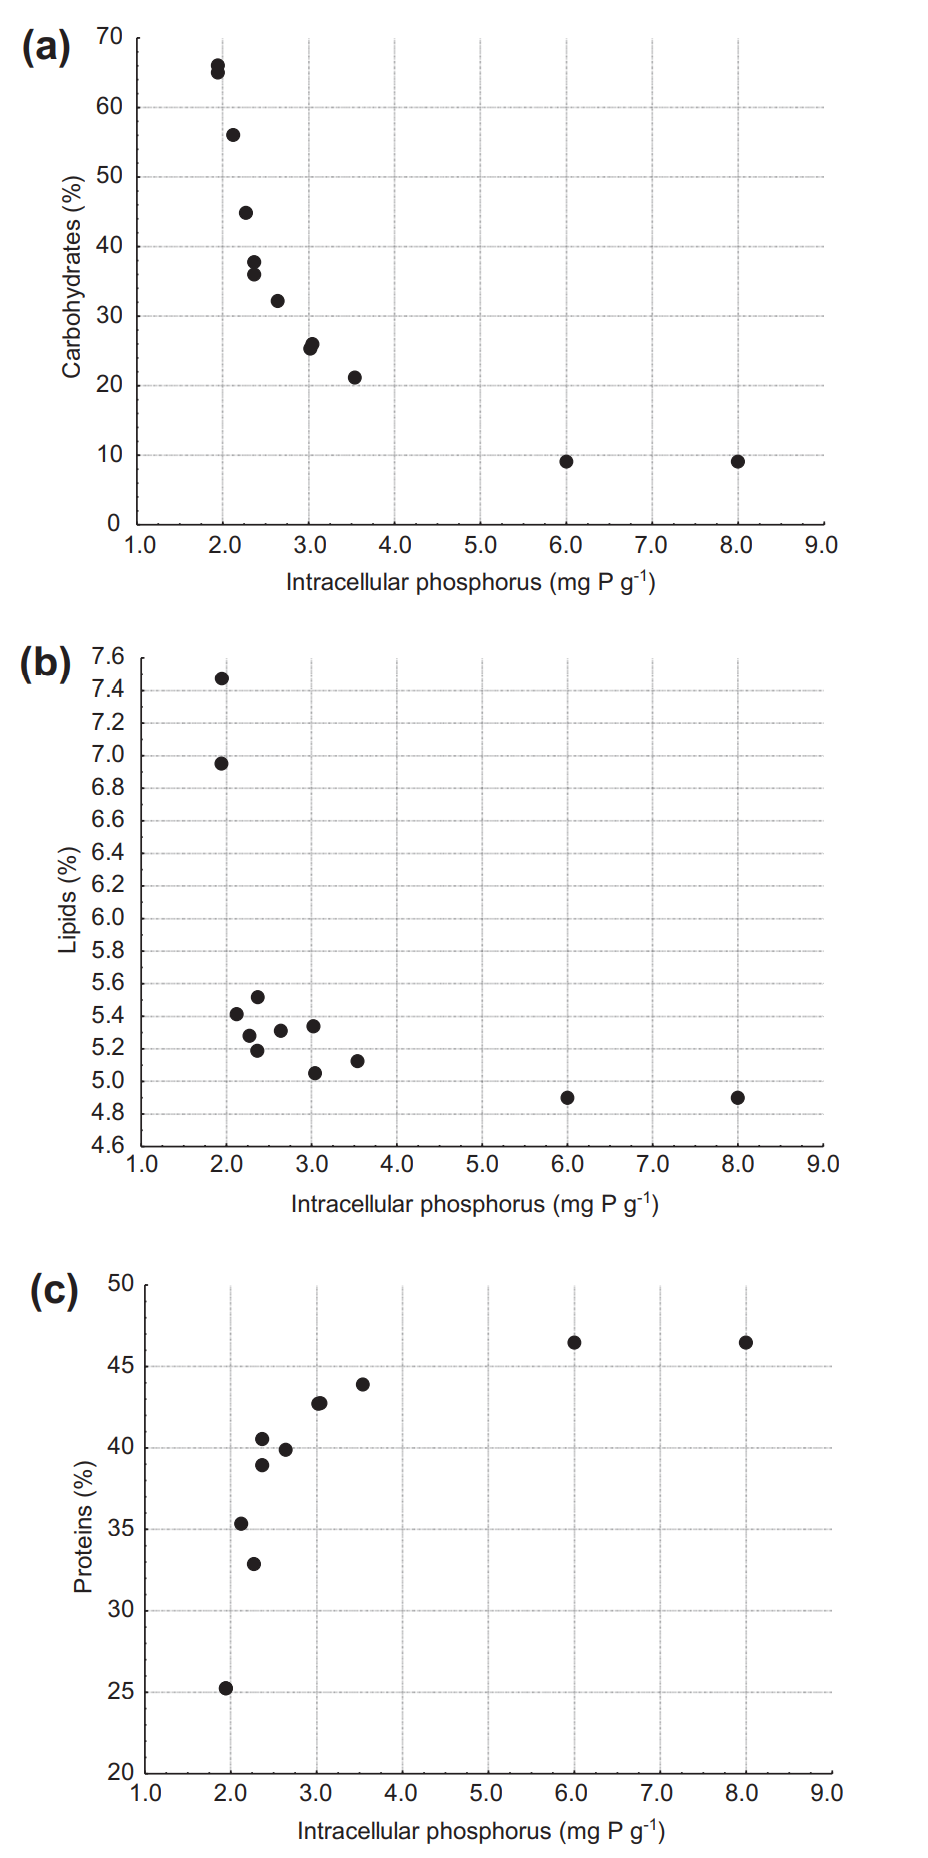 (a)
70
60
50
40
30
20
10
0
Carbohydrates (%)
1.0 2.0 3.0 4.0 5.0 6.0 7.0 8.0 9.0
Intracellular phosphorus (mg P g⁻¹)
(b)
7.6
7.4
7.2
7.0
6.8
6.6
6.4
6.2
6.0
5.8
5.6
5.4
5.2
5.0
4.8
4.6
Lipids (%)
1.0 2.0 3.0 4.0 5.0 6.0 7.0 8.0 9.0
Intracellular phosphorus (mg P g⁻¹)
(c)
50
45
40
35
30
25
20
Proteins (%)
1.0 2.0 3.0 4.0 5.0 6.0 7.0 8.0 9.0
Intracellular phosphorus (mg P g⁻¹)